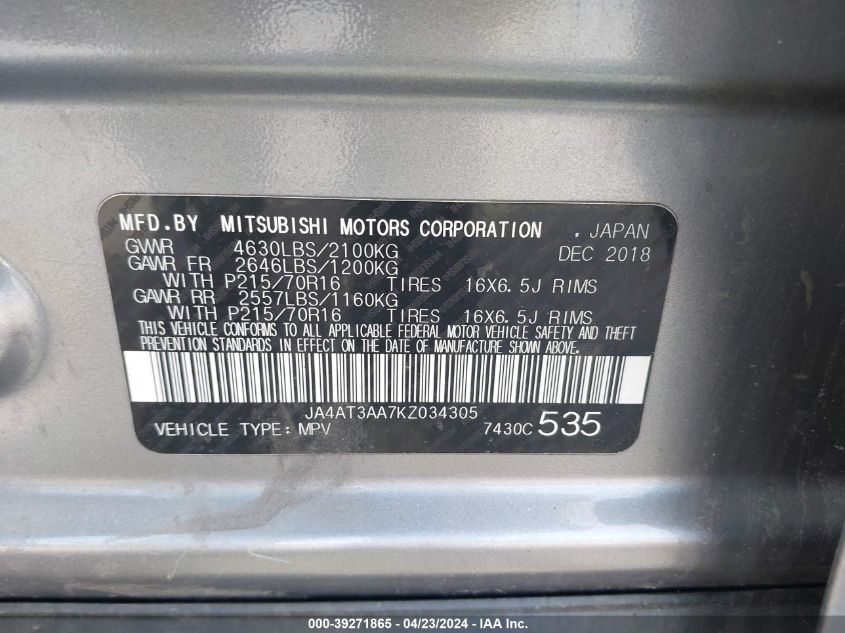 MFD.BY MITSUBISHI MOTORS CORPORATION , JAPAN
GVWR 4630LBS/2100KG DEC 2018
GAWR FR 2646LBS/1200KG
WITH P215/70R16 TIRES 16X6.5J RIMS
GAWR RR 2557LBS/1160KG
WITH P215/70R16 TIRES 16X6.5J RIMS
THIS VEHICLE CONFORMS TO ALL APPLICABLE FEDERAL MOTOR VEHICLE SAFETY AND THEFT
PREVENTION STANDARDS IN EFFECT ON THE DATE OF MANUFACTURE SHOWN ABOVE.
JA4AT3AA7KZ034305
VEHICLE TYPE: MPV 7430C 535
000-39271865 - 04/23/2024 - IAAI.com